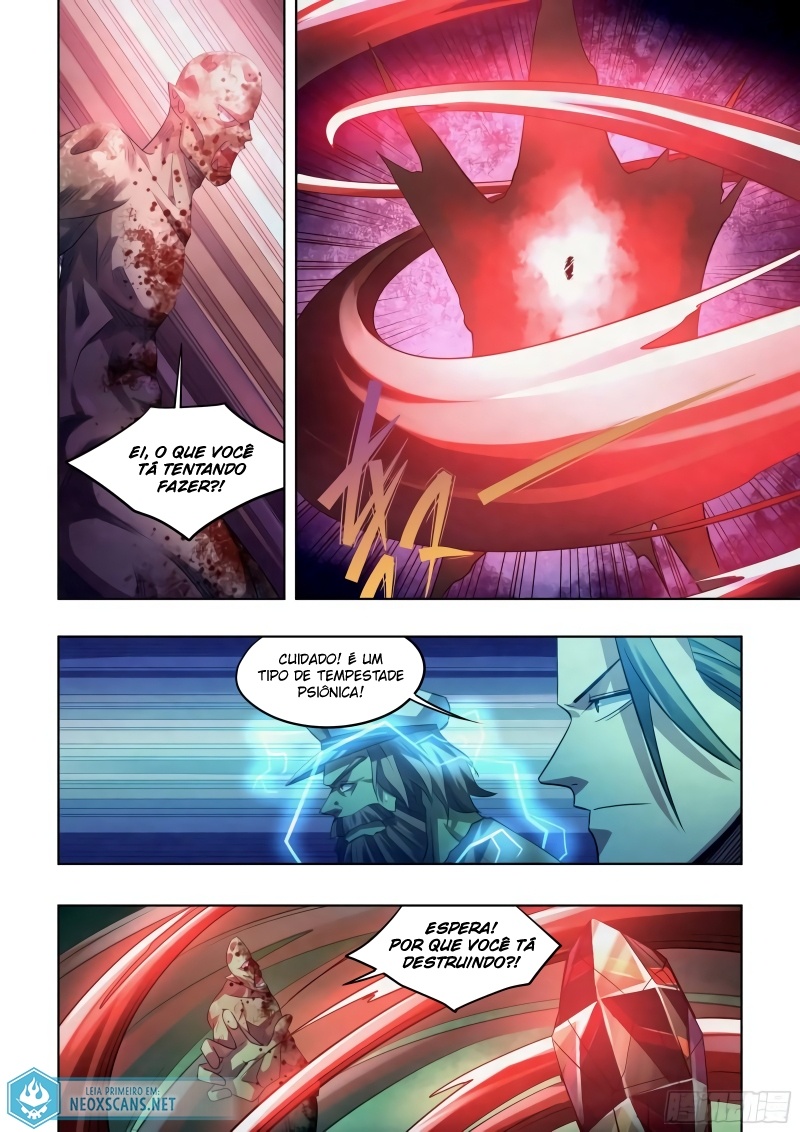 EI, O QUE VOCÊ
TÁ TENTANDO
FAZER?!
CUIDADO! É UM
TIPO DE TEMPESTADE
PSIÔNICA!
ESPERA!
POR QUE VOCÊ TÁ
DESTRUINDO?!
LEIA PRIMEIRO EM:
NEOXSCANS.NET